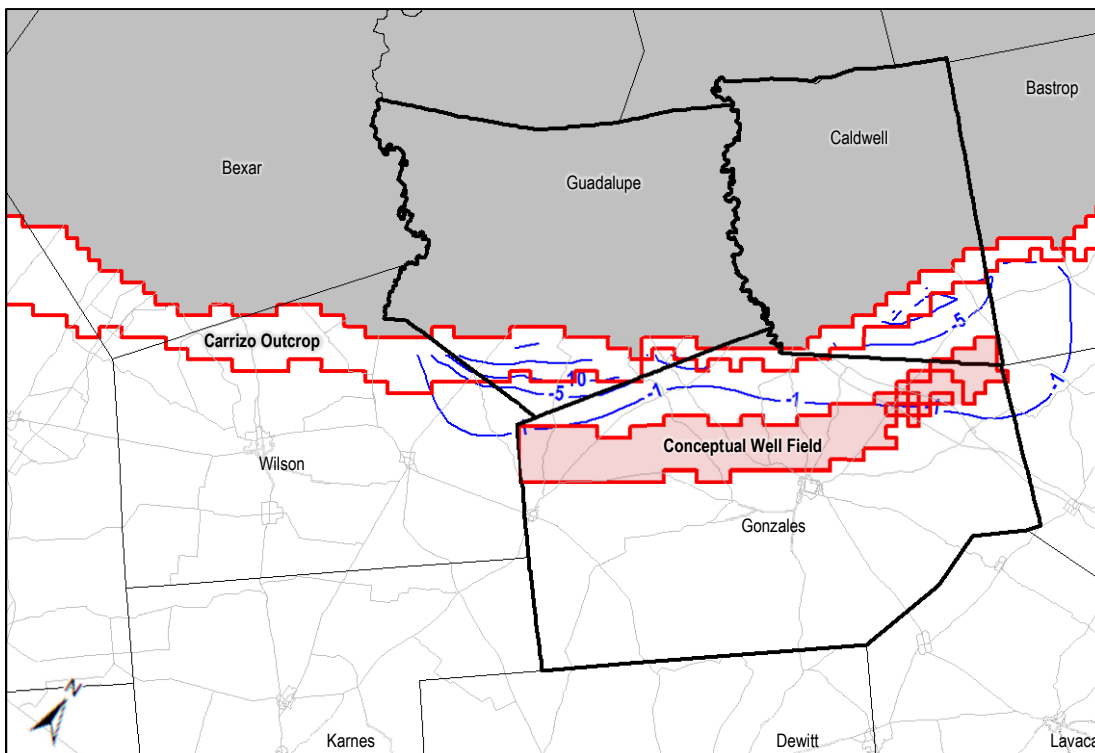 Bastrop
Caldwell
Bexar
Guadalupe
-5
Carrizo Outcrop
10
-5
-1
-1
-1
-1
Conceptual Well Field
Wilson
Gonzales
N
Karnes
Dewitt
Lavaca